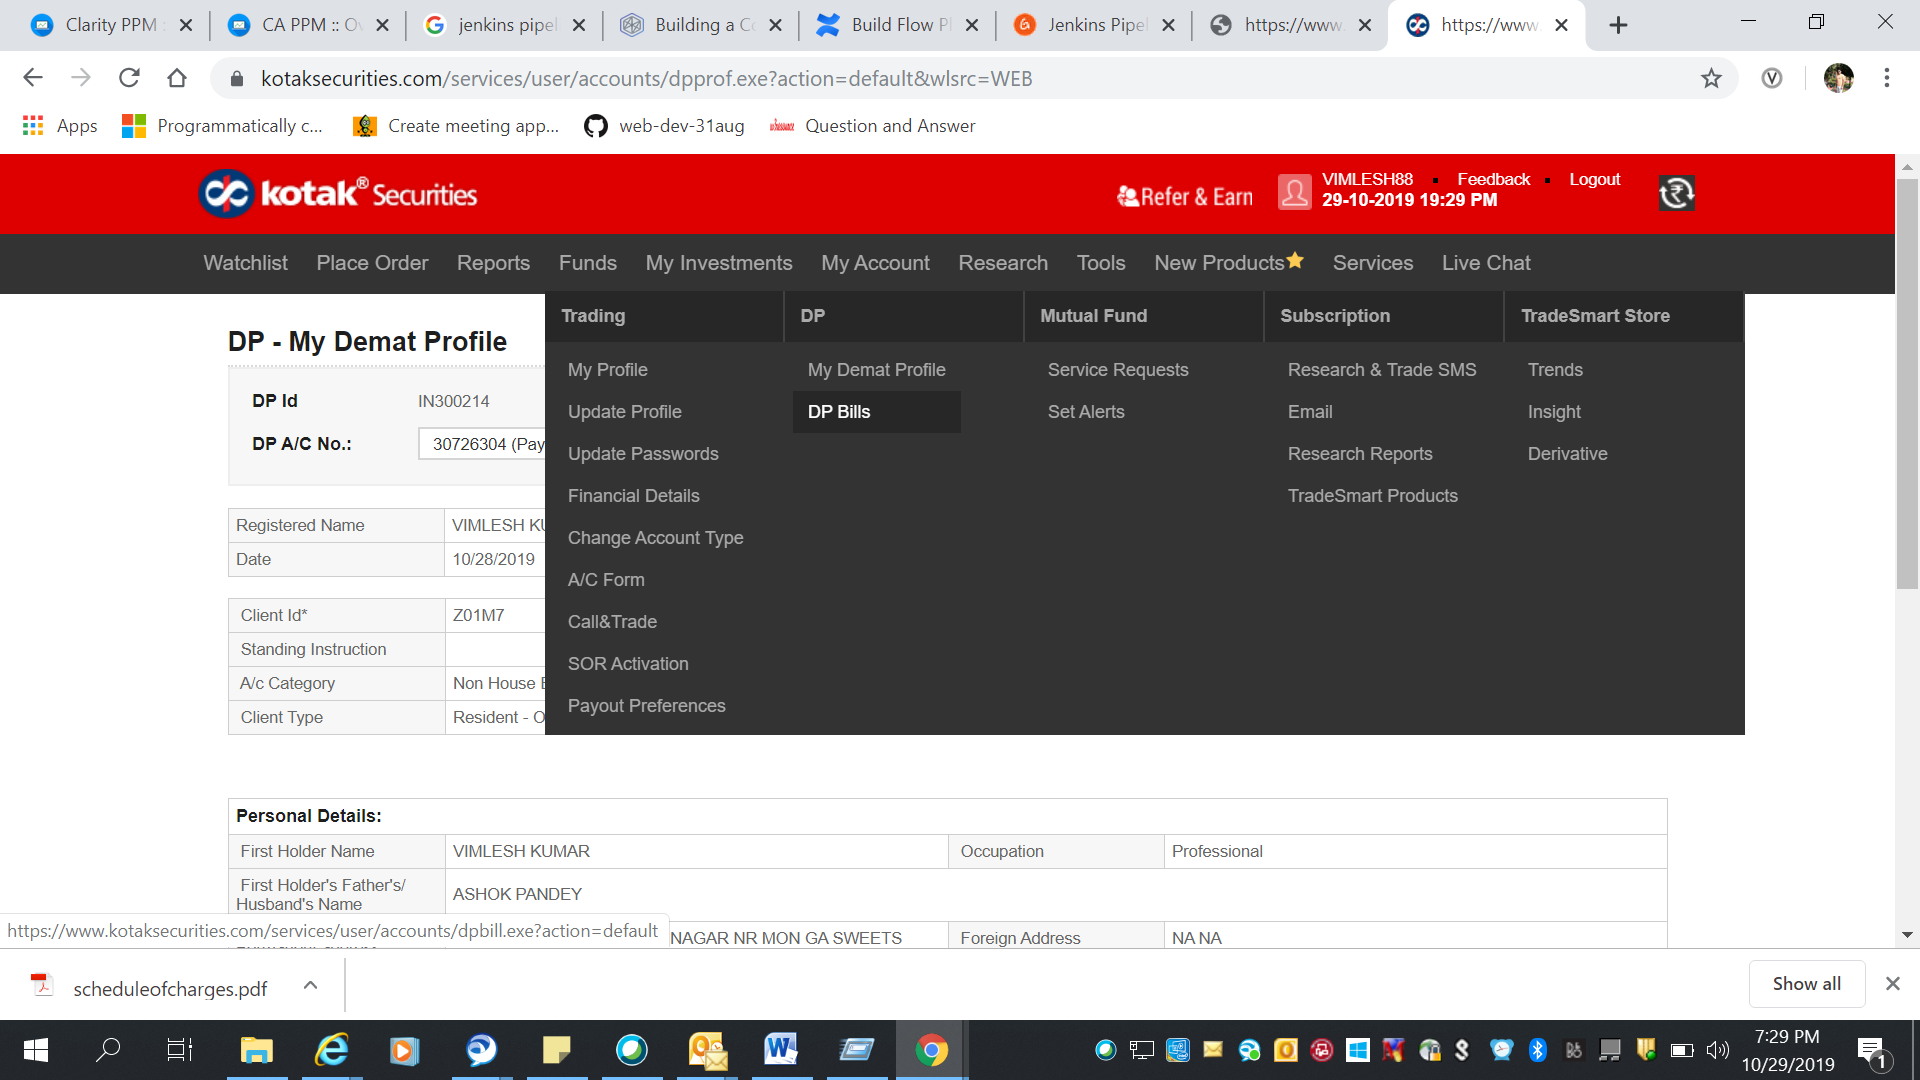 Clarity PPM
CA PPM :: Ov
jenkins pipel
Building a Co
Build Flow Pl
Jenkins Pipel
https://www.
https://www.
kotaksecurities.com/services/user/accounts/dpprof.exe?action=default&wlsrc=WEB
Apps
Programmatically c...
Create meeting app...
web-dev-31aug
Question and Answer
kotak® Securities
Refer & Earn
VIMLESH88
Feedback
Logout
29-10-2019 19:29 PM
Watchlist
Place Order
Reports
Funds
My Investments
My Account
Research
Tools
New Products
Services
Live Chat
Trading
DP
Mutual Fund
Subscription
TradeSmart Store
My Profile
Update Profile
Update Passwords
Financial Details
Change Account Type
A/C Form
Call&Trade
SOR Activation
Payout Preferences
My Demat Profile
DP Bills
Service Requests
Set Alerts
Research & Trade SMS
Email
Research Reports
TradeSmart Products
Trends
Insight
Derivative
DP - My Demat Profile
DP Id IN300214
DP A/C No.: 30726304 (Pay
Registered Name VIMLESH KU
Date 10/28/2019
Client Id* Z01M7
Standing Instruction
A/c Category Non House B
Client Type Resident - O
Personal Details:
First Holder Name VIMLESH KUMAR Occupation Professional
First Holder's Father's/
Husband's Name
ASHOK PANDEY
NAGAR NR MON GA SWEETS Foreign Address NA NA
https://www.kotaksecurities.com/services/user/accounts/dpbill.exe?action=default
scheduleofcharges.pdf
Show all
7:29 PM
10/29/2019
1